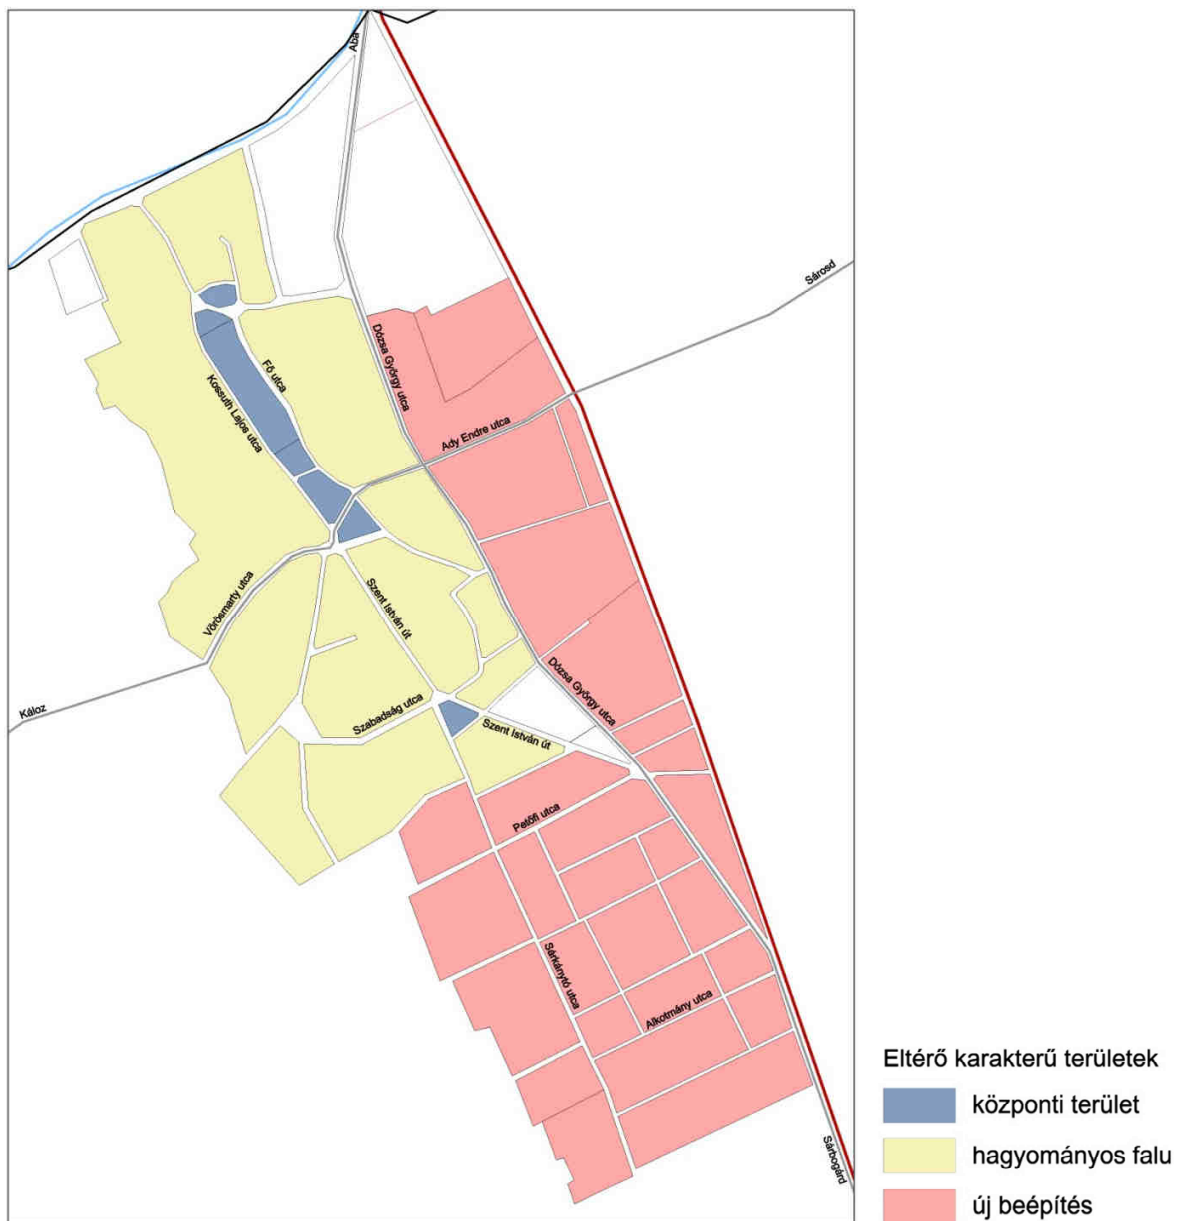 Aba
Sárosd
Dózsa György utca
Fő utca
Kossuth Lajos utca
Ady Endre utca
Vörösmarty utca
Szent István út
Dózsa György utca
Káloz
Szabadság utca
Szent István út
Petőfi utca
Sérkánytó utca
Alkotmány utca
Sárbogárd
Eltérő karakterű területek
központi terület
hagyományos falu
új beépítés